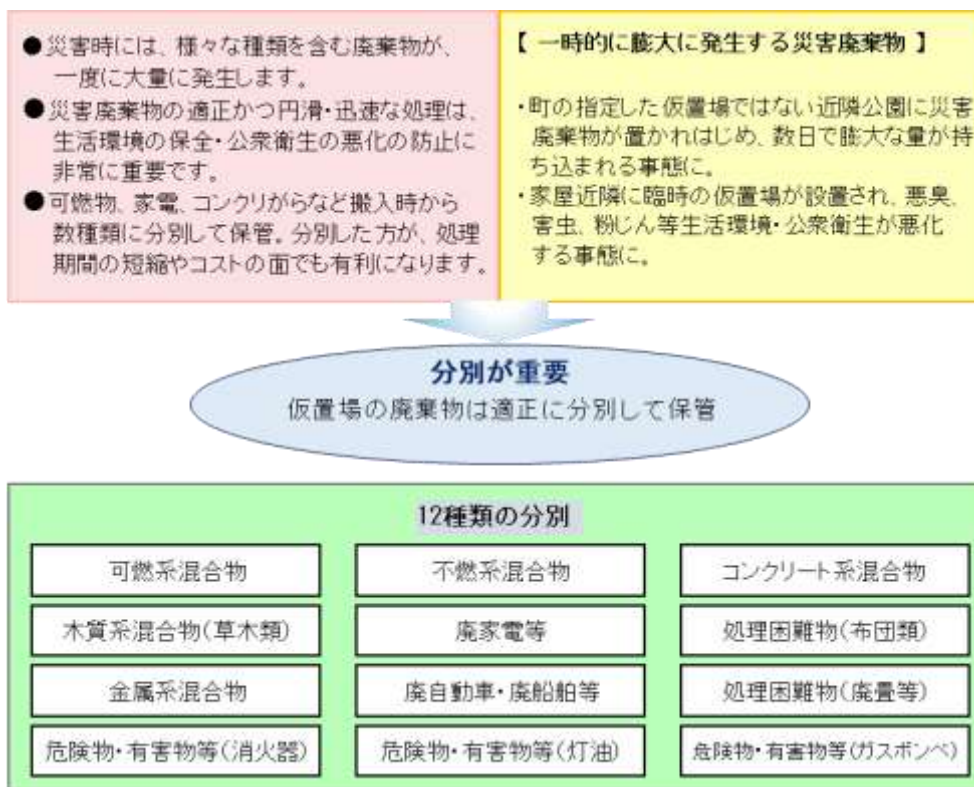 ●災害時には、様々な種類を含む廃棄物が、
一度に大量に発生します。
●災害廃棄物の適正かつ円滑・迅速な処理は、
生活環境の保全・公衆衛生の悪化の防止に
非常に重要です。
●可燃物、家電、コンクリがらなど搬入時から
数種類に分別して保管。分別した方が、処理
期間の短縮やコストの面でも有利になります。
【 一時的に膨大に発生する災害廃棄物 】
・町の指定した仮置場ではない近隣公園に災害
廃棄物が置かれはじめ、数日で膨大な量が持
ち込まれる事態に。
・家屋近隣に臨時の仮置場が設置され、悪臭、
害虫、粉じん等生活環境・公衆衛生が悪化
する事態に。
分別が重要
仮置場の廃棄物は適正に分別して保管
12種類の分別
可燃系混合物
不燃系混合物
コンクリート系混合物
木質系混合物(草木類)
廃家電等
処理困難物(布団類)
金属系混合物
廃自動車・廃船舶等
処理困難物(廃畳等)
危険物・有害物等(消火器)
危険物・有害物等(灯油)
危険物・有害物等(ガスボンベ)